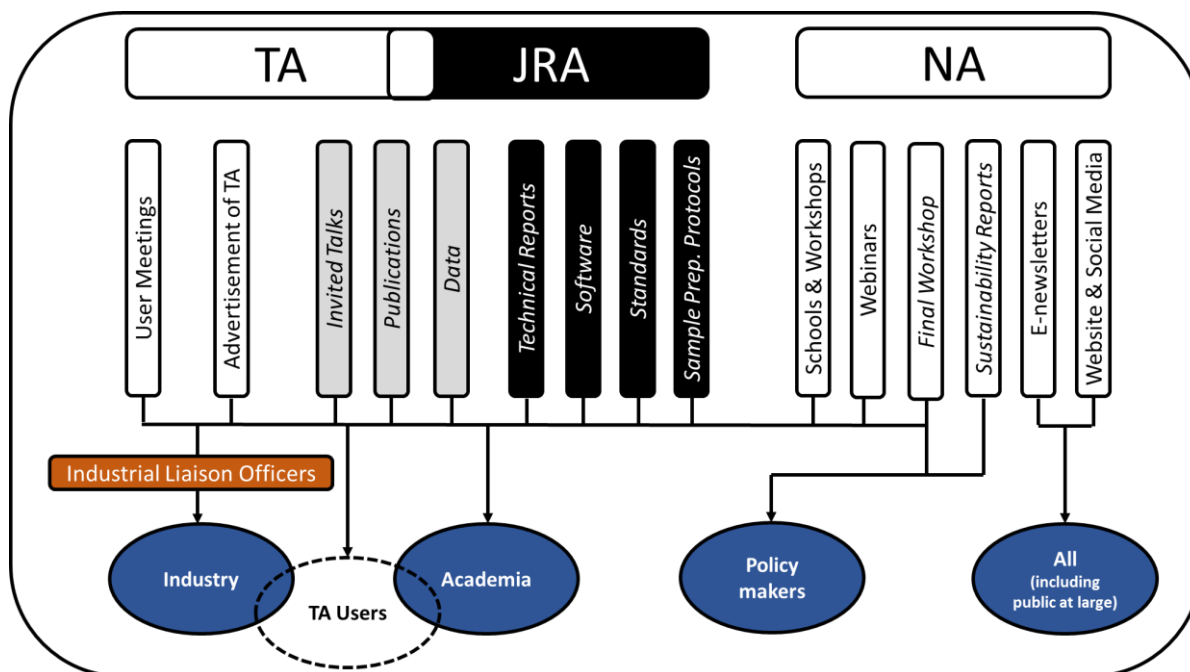 TA
JRA
NA
User Meetings
Advertisement of TA
Invited Talks
Publications
Data
Technical Reports
Software
Standards
Sample Prep. Protocols
Schools & Workshops
Webinars
Final Workshop
Sustainability Reports
E-newsletters
Website & Social Media
Industrial Liaison Officers
Industry
TA Users
Academia
Policy
makers
All
(including
public at large)